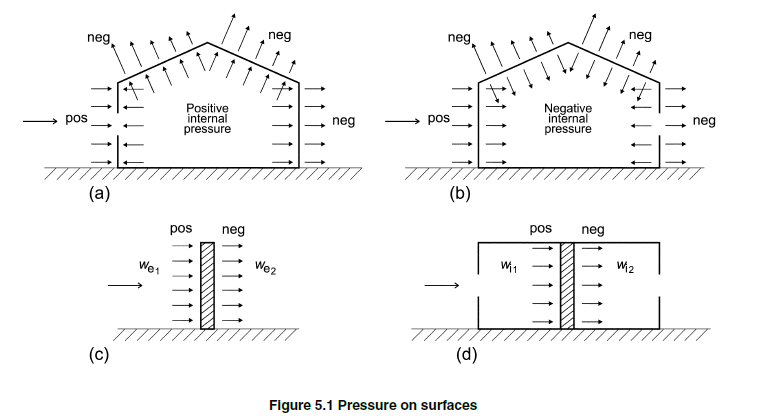 neg
neg
pos
Positive
internal
pressure
neg
(a)
neg
neg
pos
Negative
internal
pressure
neg
(b)
pos
neg
We1
We2
(c)
pos
neg
Wi1
Wi2
(d)
Figure 5.1 Pressure on surfaces